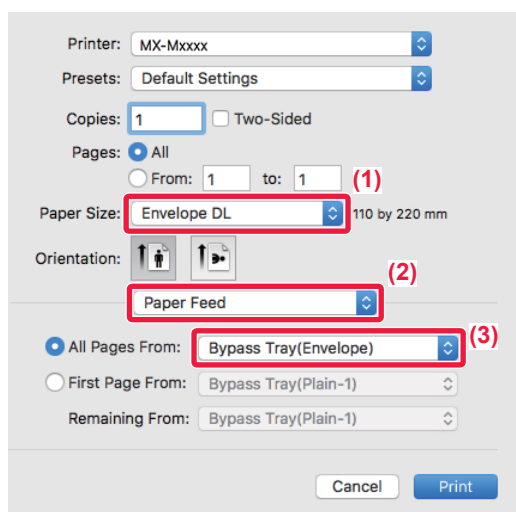 Printer: MX-Mxxxx
Presets: Default Settings
Copies: 1 Two-Sided
Pages: All
From: 1 to: 1 (1)
Paper Size: Envelope DL 110 by 220 mm
Orientation:
(2)
Paper Feed
(3)
All Pages From: Bypass Tray(Envelope)
First Page From: Bypass Tray(Plain-1)
Remaining From: Bypass Tray(Plain-1)
Cancel Print